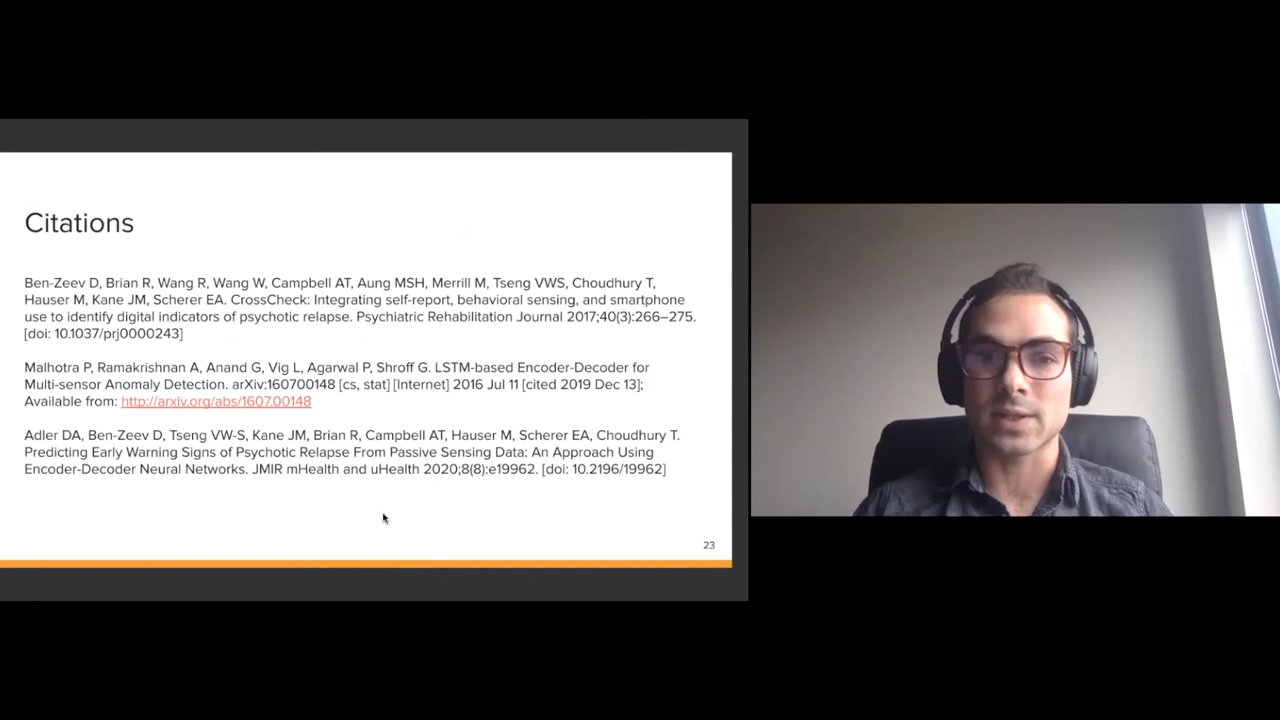 Citations
Ben-Zeev D, Brian R, Wang R, Wang W, Campbell AT, Aung MSH, Merrill M, Tseng VWS, Choudhury T,
Hauser M, Kane JM, Scherer EA. CrossCheck: Integrating self-report, behavioral sensing, and smartphone
use to identify digital indicators of psychotic relapse. Psychiatric Rehabilitation Journal 2017;40(3):266–275.
[doi: 10.1037/prj0000243]
Malhotra P, Ramakrishnan A, Anand G, Vig L, Agarwal P, Shroff G. LSTM-based Encoder-Decoder for
Multi-sensor Anomaly Detection. arXiv:160700148 [cs, stat] [Internet] 2016 Jul 11 [cited 2019 Dec 13];
Available from: http://arxiv.org/abs/1607.00148
Adler DA, Ben-Zeev D, Tseng VW-S, Kane JM, Brian R, Campbell AT, Hauser M, Scherer EA, Choudhury T.
Predicting Early Warning Signs of Psychotic Relapse From Passive Sensing Data: An Approach Using
Encoder-Decoder Neural Networks. JMIR mHealth and uHealth 2020;8(8):e19962. [doi: 10.2196/19962]
23